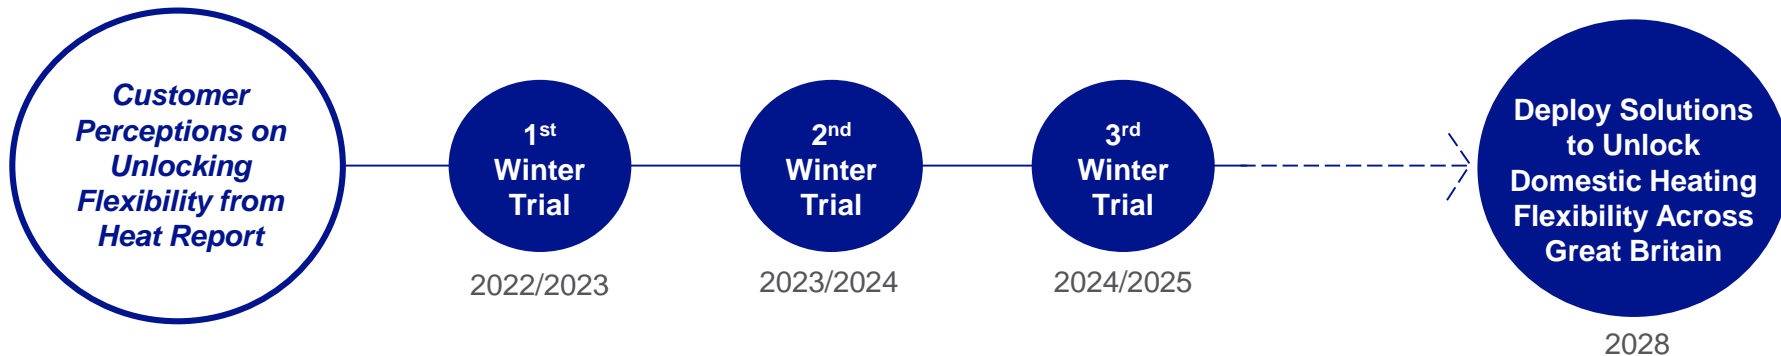 Customer
Perceptions on
Unlocking
Flexibility from
Heat Report
1st
Winter
Trial
2022/2023
2nd
Winter
Trial
2023/2024
3rd
Winter
Trial
2024/2025
Deploy Solutions
to Unlock
Domestic Heating
Flexibility Across
Great Britain
2028